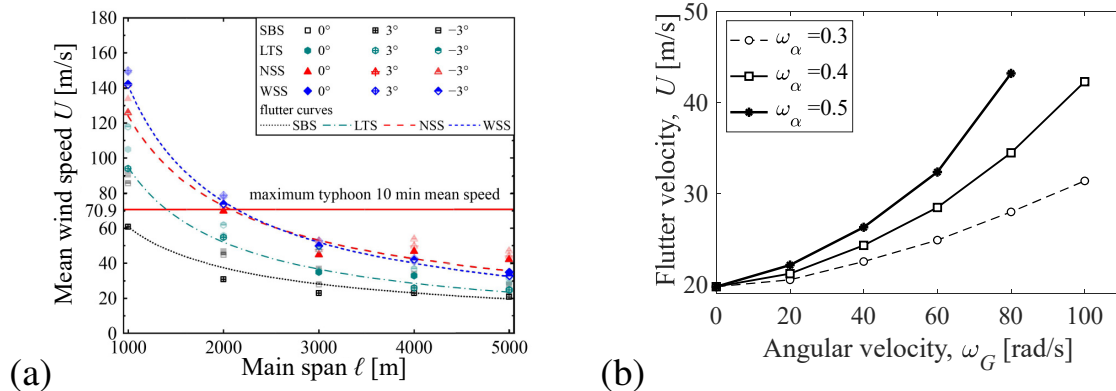 180
160
140
120
100
80
70.9
60
40
20
0
Mean wind speed U [m/s]
SBS 0° 3° −3°
LTS 0° 3° −3°
NSS 0° 3° −3°
WSS 0° 3° −3°
flutter curves
SBS LTS NSS WSS
maximum typhoon 10 min mean speed
1000 2000 3000 4000 5000
Main span ℓ [m]
(a)
Flutter velocity, U [m/s]
50
40
30
20
ω_α =0.3
ω_α =0.4
ω_α =0.5
0 20 40 60 80 100
Angular velocity, ω_G [rad/s]
(b)